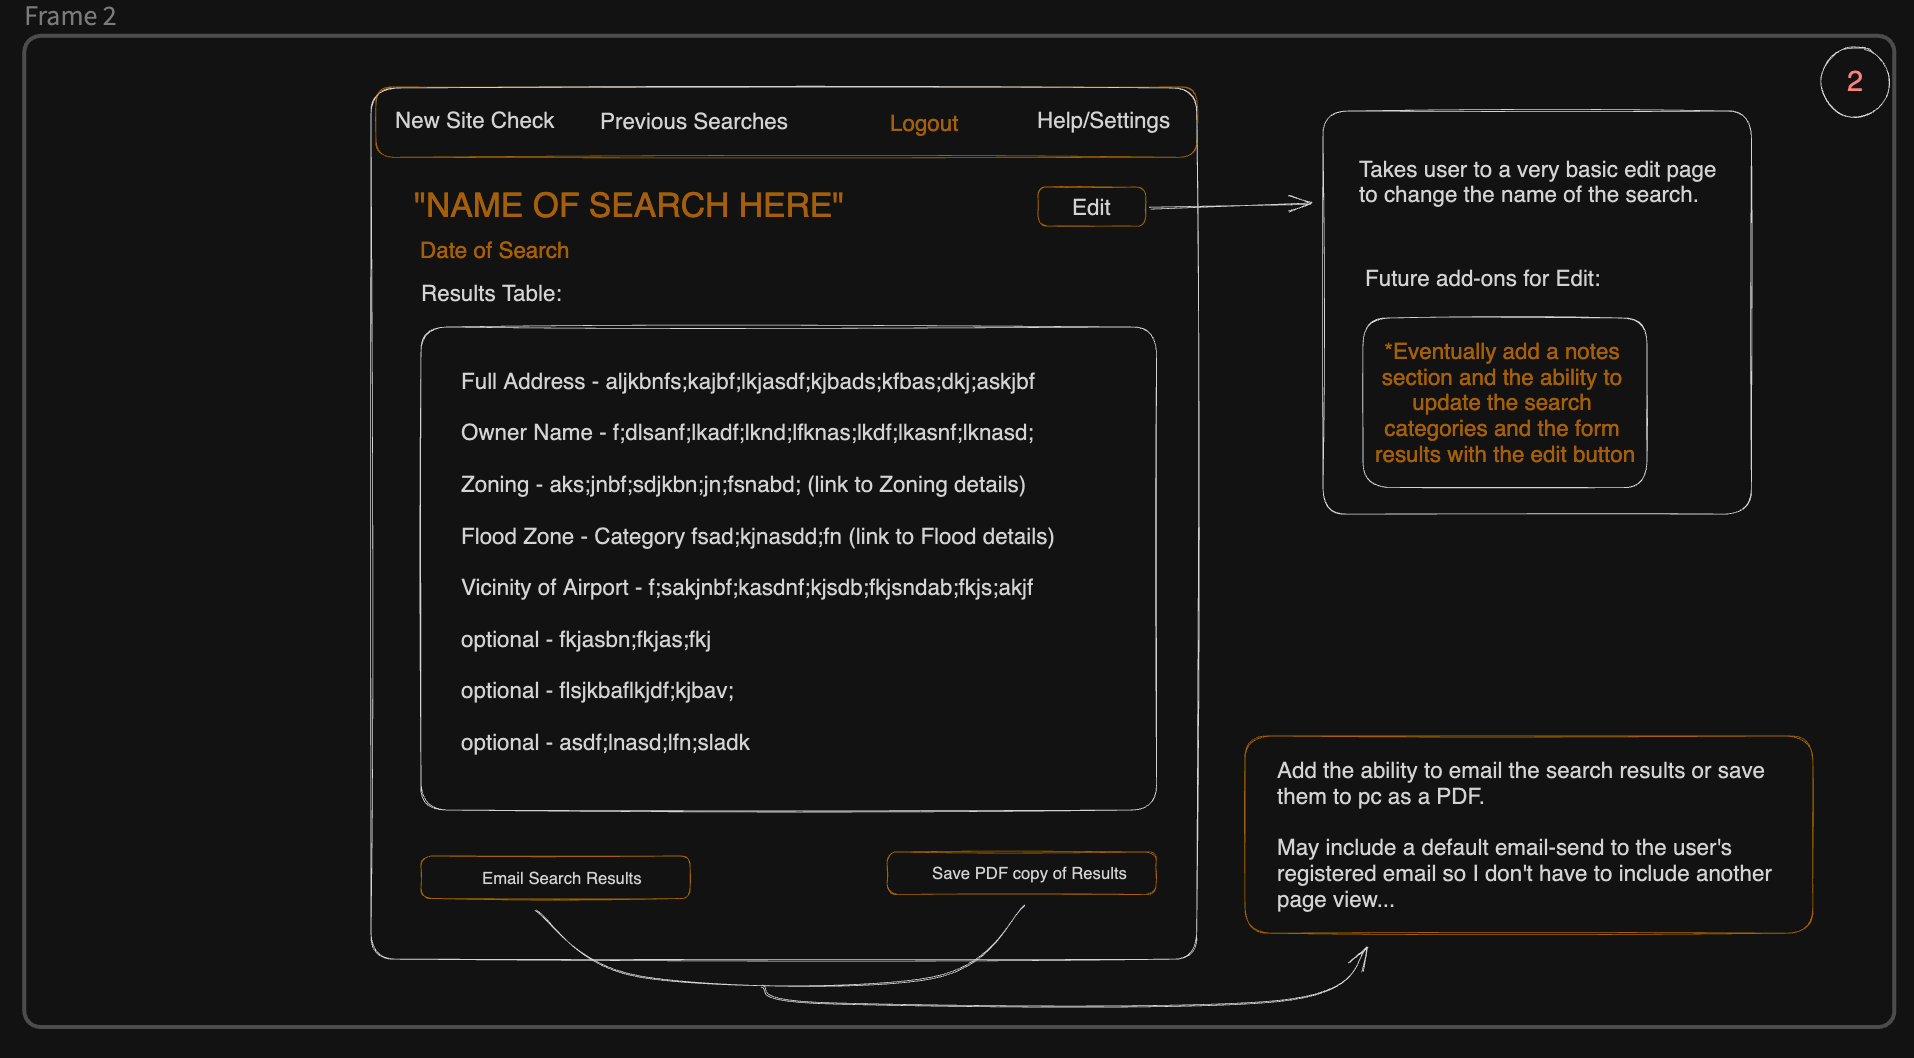 Frame 2
2
New Site Check
Previous Searches
Logout
Help/Settings
"NAME OF SEARCH HERE"
Edit
Date of Search
Results Table:
Full Address - aljkbnfs;kajbf;lkjasdf;kjbads;kfbas;dkj;askjbf
Owner Name - f;dlsanf;lkadf;lknd;lfknas;lkdf;lkasnf;lknasd;
Zoning - aks;jnbf;sdjkbn;jn;fsnabd; (link to Zoning details)
Flood Zone - Category fsad;kjnasdd;fn (link to Flood details)
Vicinity of Airport - f;sakjnbf;kasdnf;kjsdb;fkjsndab;fkjs;akjf
optional - fkjasbn;fkjas;fkj
optional - flsjkbaflkjdf;kjbav;
optional - asdf;lnasd;lfn;sladk
Email Search Results
Save PDF copy of Results
Takes user to a very basic edit page
to change the name of the search.
Future add-ons for Edit:
*Eventually add a notes
section and the ability to
update the search
categories and the form
results with the edit button
Add the ability to email the search results or save
them to pc as a PDF.
May include a default email-send to the user's
registered email so I don't have to include another
page view...